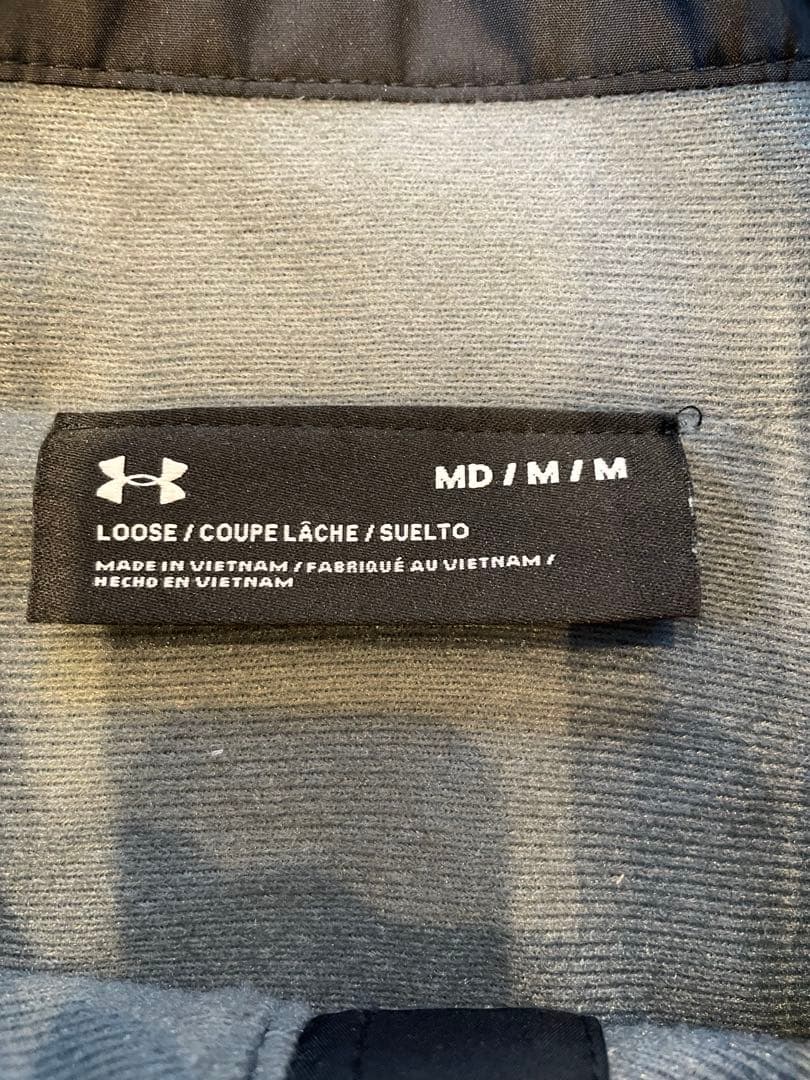 MD / M / M
LOOSE / COUPE LÂCHE / SUELTO
MADE IN VIETNAM / FABRIQUÉ AU VIETNAM /
HECHO EN VIETNAM